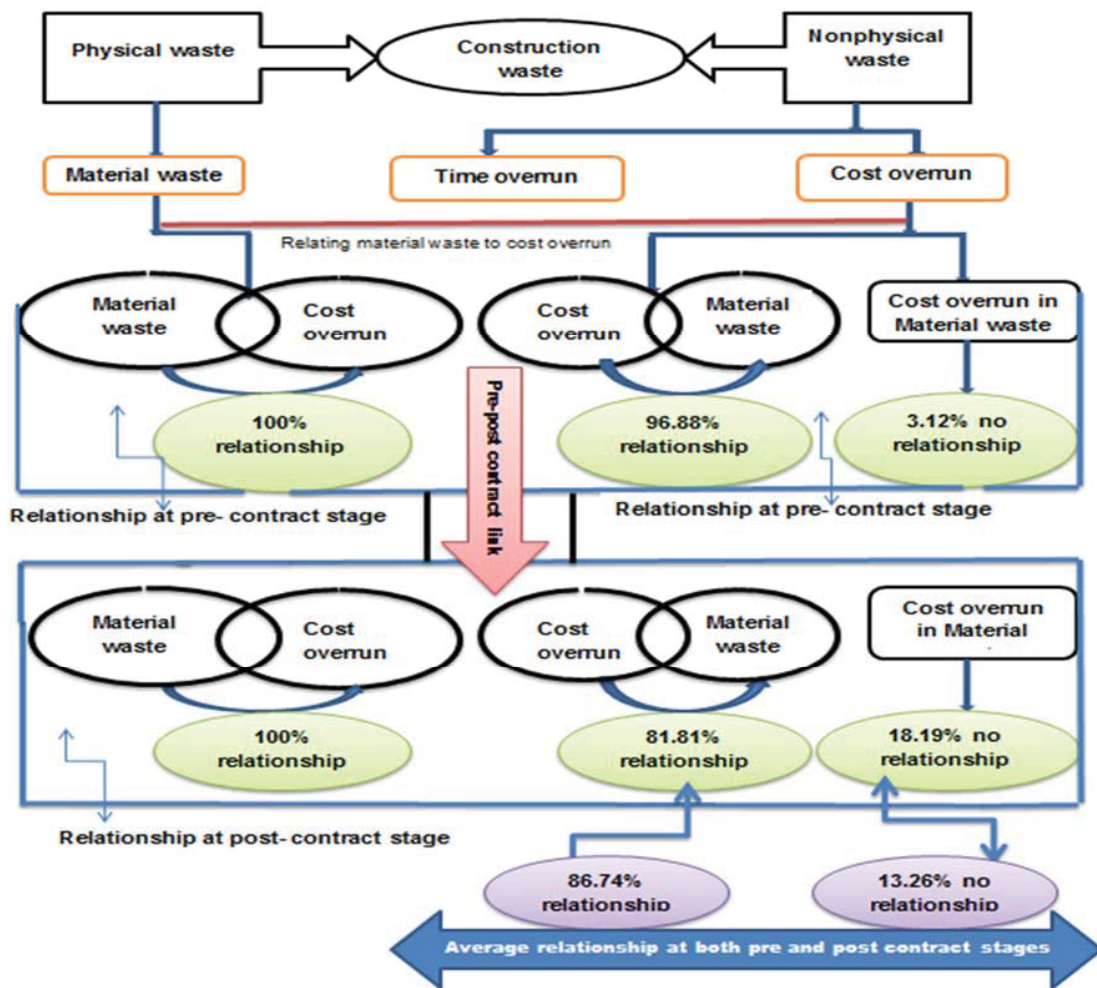 Physical waste
Construction
waste
Nonphysical
waste
Material waste
Time overrun
Cost overrun
Relating material waste to cost overrun
Material
waste
Cost
overrun
Cost
overrun
Material
waste
Cost overrun in
Material waste
Pre-post contract link
100%
relationship
96.88%
relationship
3.12% no
relationship
Relationship at pre- contract stage
Relationship at pre- contract stage
Material
waste
Cost
overrun
Cost
overrun
Material
waste
Cost overrun
in Material
100%
relationship
81.81%
relationship
18.19% no
relationship
Relationship at post- contract stage
86.74%
relationship
13.26% no
relationship
Average relationship at both pre and post contract stages